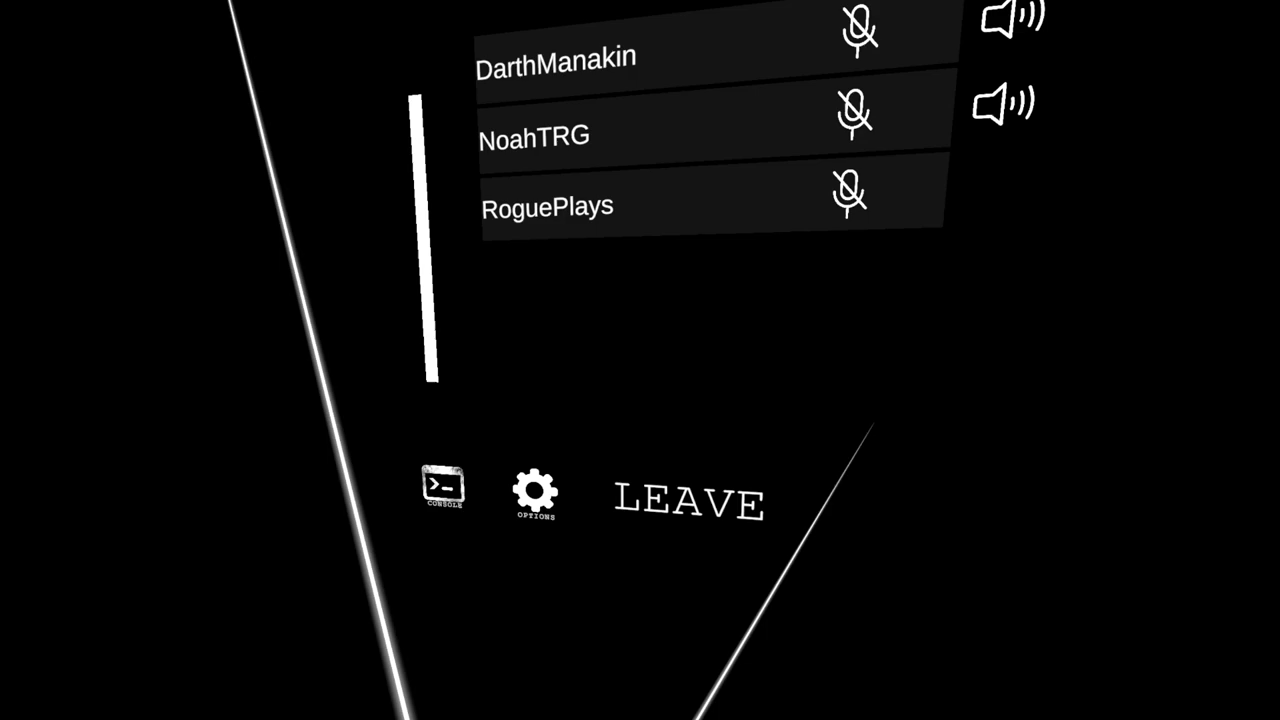 DarthManakin
NoahTRG
RoguePlays
>_
CONSOLE
OPTIONS
LEAVE